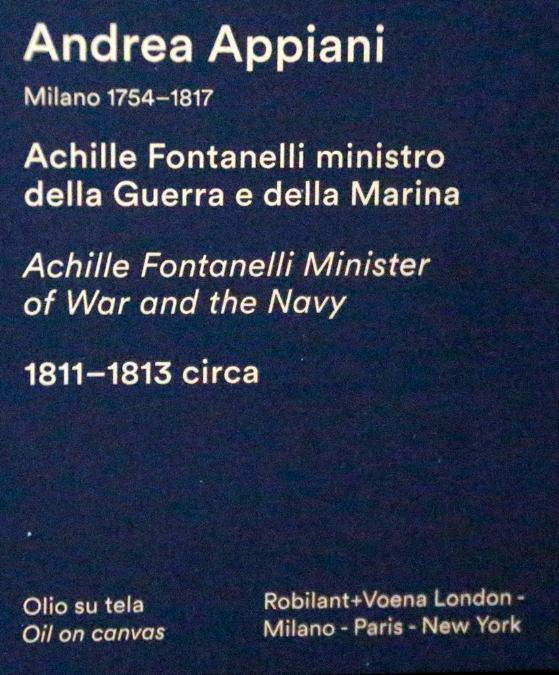 Andrea Appiani
Milano 1754–1817
Achille Fontanelli ministro
della Guerra e della Marina
Achille Fontanelli Minister
of War and the Navy
1811–1813 circa
Olio su tela
Oil on canvas
Robilant+Voena London -
Milano - Paris - New York